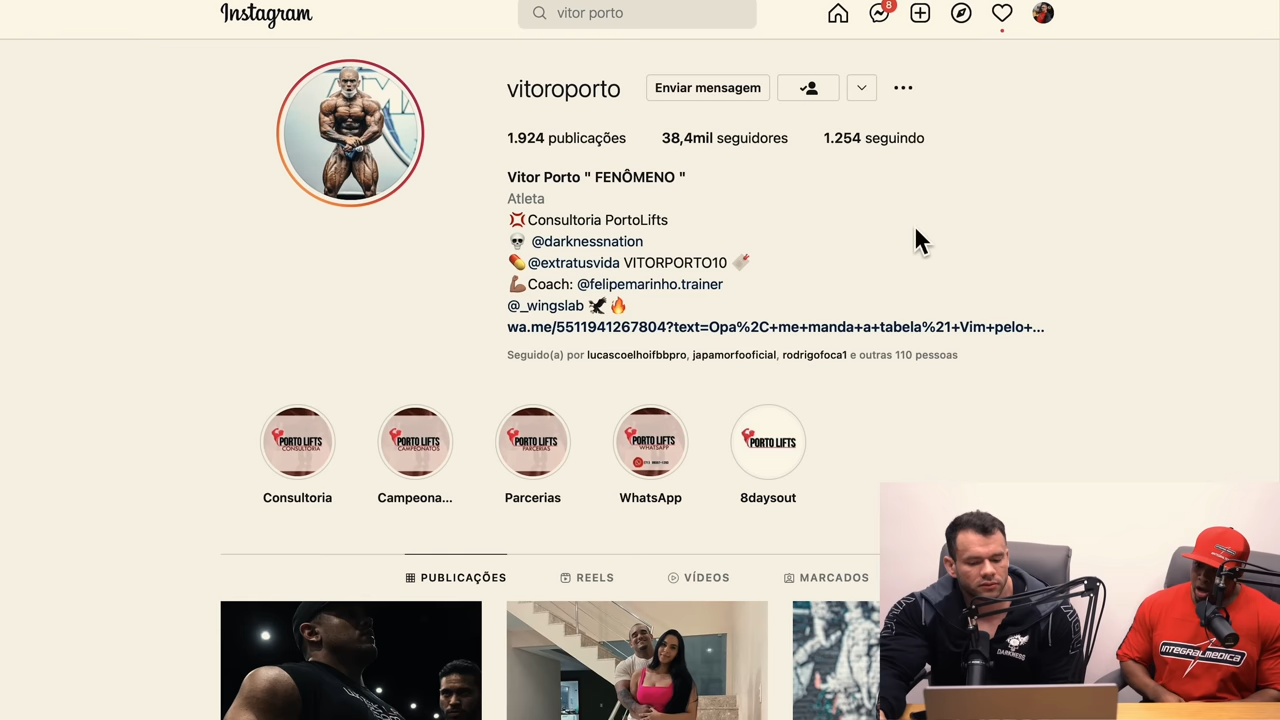 Instagram
vitor porto
8
vitoroporto
Enviar mensagem
1.924 publicações 38,4mil seguidores 1.254 seguindo
Vitor Porto " FENÔMENO "
Atleta
💢Consultoria PortoLifts
💀 @darknessnation
💊@extratusvida VITORPORTO10
💪🏽Coach: @felipemarinho.trainer
@_wingslab 🔥
wa.me/5511941267804?text=Opa%2C+me+manda+a+tabela%21+Vim+pelo+...
Seguido(a) por lucascoelhoifbbpro, japamorfooficial, rodrigofoca1 e outras 110 pessoas
PORTO LIFTS
CONSULTORIA
PORTO LIFTS
CAMPEONATOS
PORTO LIFTS
PARCERIAS
PORTO LIFTS
WHATSAPP
PORTO LIFTS
Consultoria
Campeona...
Parcerias
WhatsApp
8daysout
PUBLICAÇÕES
REELS
VÍDEOS
MARCADOS
DARKNESS
INTEGRALMEDICA